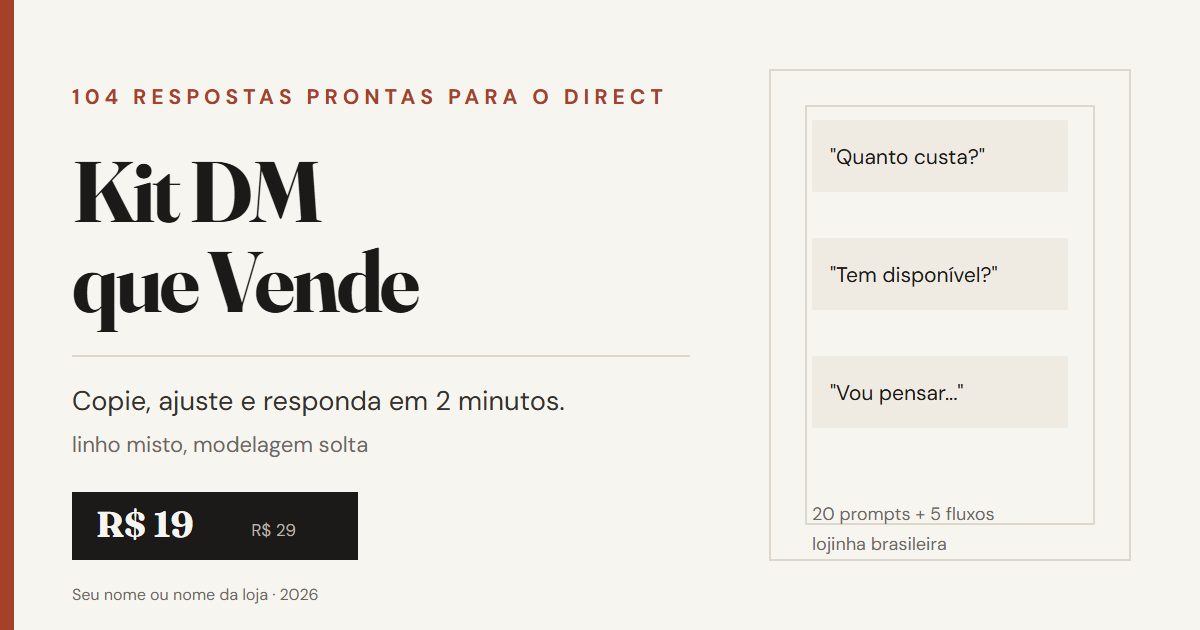 104 RESPOSTAS PRONTAS PARA O DIRECT
Kit DM
que Vende
Copie, ajuste e responda em 2 minutos.
linho misto, modelagem solta
R$ 19 R$ 29
Seu nome ou nome da loja · 2026
"Quanto custa?"
"Tem disponível?"
"Vou pensar..."
20 prompts + 5 fluxos
lojinha brasileira